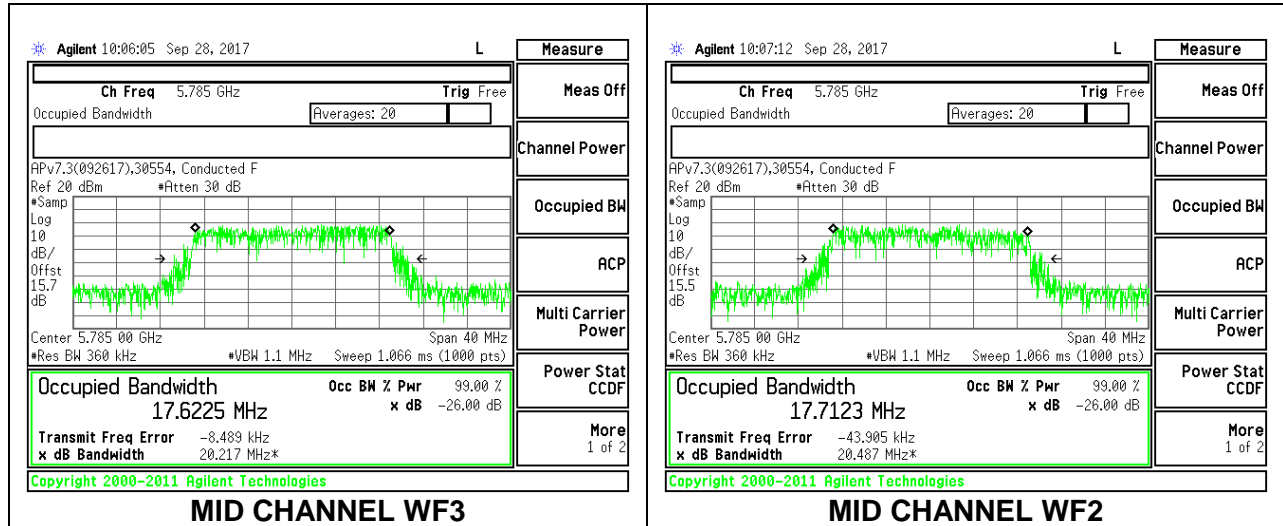 Agilent 10:06:05 Sep 28, 2017 L Measure
Ch Freq 5.785 GHz Trig Free
Occupied Bandwidth Averages: 20
Meas Off
Channel Power
APv7.3(092617),30554, Conducted F
Ref 20 dBm #Atten 30 dB
#Samp
Log
10
dB/
Offst
15.7
dB
Occupied BW
ACP
Multi Carrier
Power
Center 5.785 00 GHz Span 40 MHz
#Res BW 360 kHz #VBW 1.1 MHz Sweep 1.066 ms (1000 pts)
Occupied Bandwidth Occ BW % Pwr 99.00 %
17.6225 MHz x dB -26.00 dB
Power Stat
CCDF
Transmit Freq Error -8.489 kHz
x dB Bandwidth 20.217 MHz*
More
1 of 2
Copyright 2000-2011 Agilent Technologies
MID CHANNEL WF3
Agilent 10:07:12 Sep 28, 2017 L Measure
Ch Freq 5.785 GHz Trig Free
Occupied Bandwidth Averages: 20
Meas Off
Channel Power
APv7.3(092617),30554, Conducted F
Ref 20 dBm #Atten 30 dB
#Samp
Log
10
dB/
Offst
15.5
dB
Occupied BW
ACP
Multi Carrier
Power
Center 5.785 00 GHz Span 40 MHz
#Res BW 360 kHz #VBW 1.1 MHz Sweep 1.066 ms (1000 pts)
Occupied Bandwidth Occ BW % Pwr 99.00 %
17.7123 MHz x dB -26.00 dB
Power Stat
CCDF
Transmit Freq Error -43.905 kHz
x dB Bandwidth 20.487 MHz*
More
1 of 2
Copyright 2000-2011 Agilent Technologies
MID CHANNEL WF2